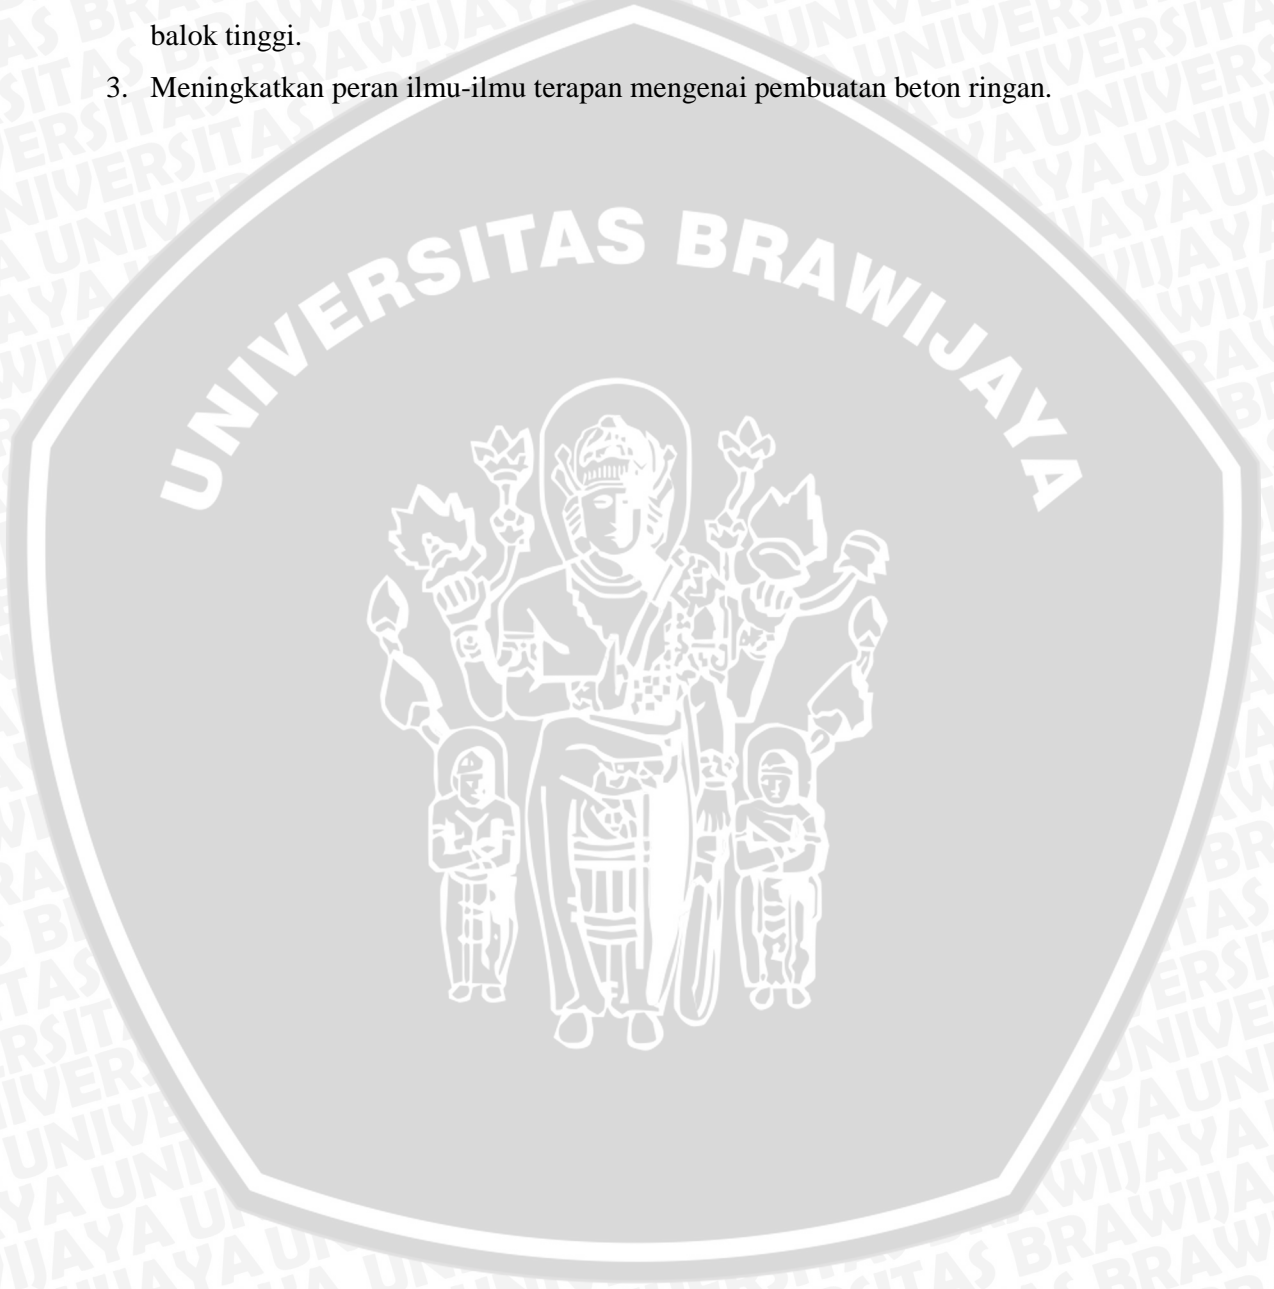 balok tinggi.
3. Meningkatkan peran ilmu-ilmu terapan mengenai pembuatan beton ringan.
UNIVERSITAS BRAWIJAYA